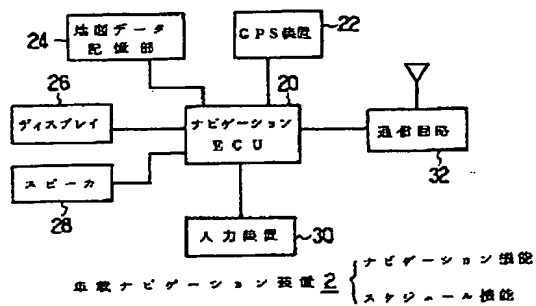 24
地図データ
記憶部
GPS装置
22
26
ディスプレイ
20
ナビゲーション
ECU
通信回路
32
スピーカ
28
入力装置
30
車載ナビゲーション装置 2
ナビゲーション機能
スケジュール機能